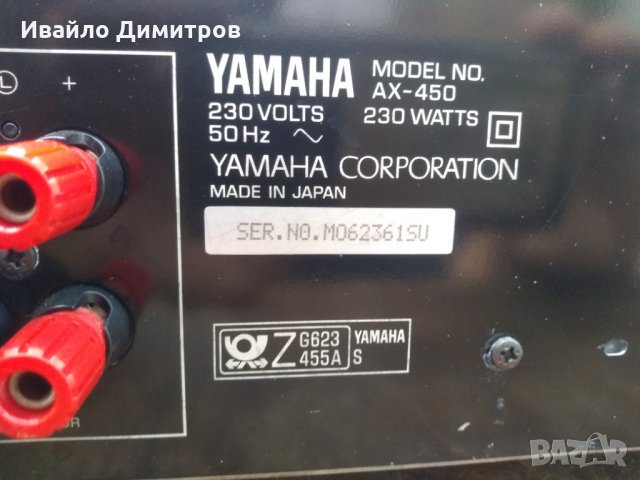 Ивайло Димитров
L +
YAMAHA MODEL NO. AX-450
230 VOLTS 230 WATTS
50 Hz
YAMAHA CORPORATION
MADE IN JAPAN
SER.NO.M062361SU
Z G623 455A YAMAHA S
BAZAR